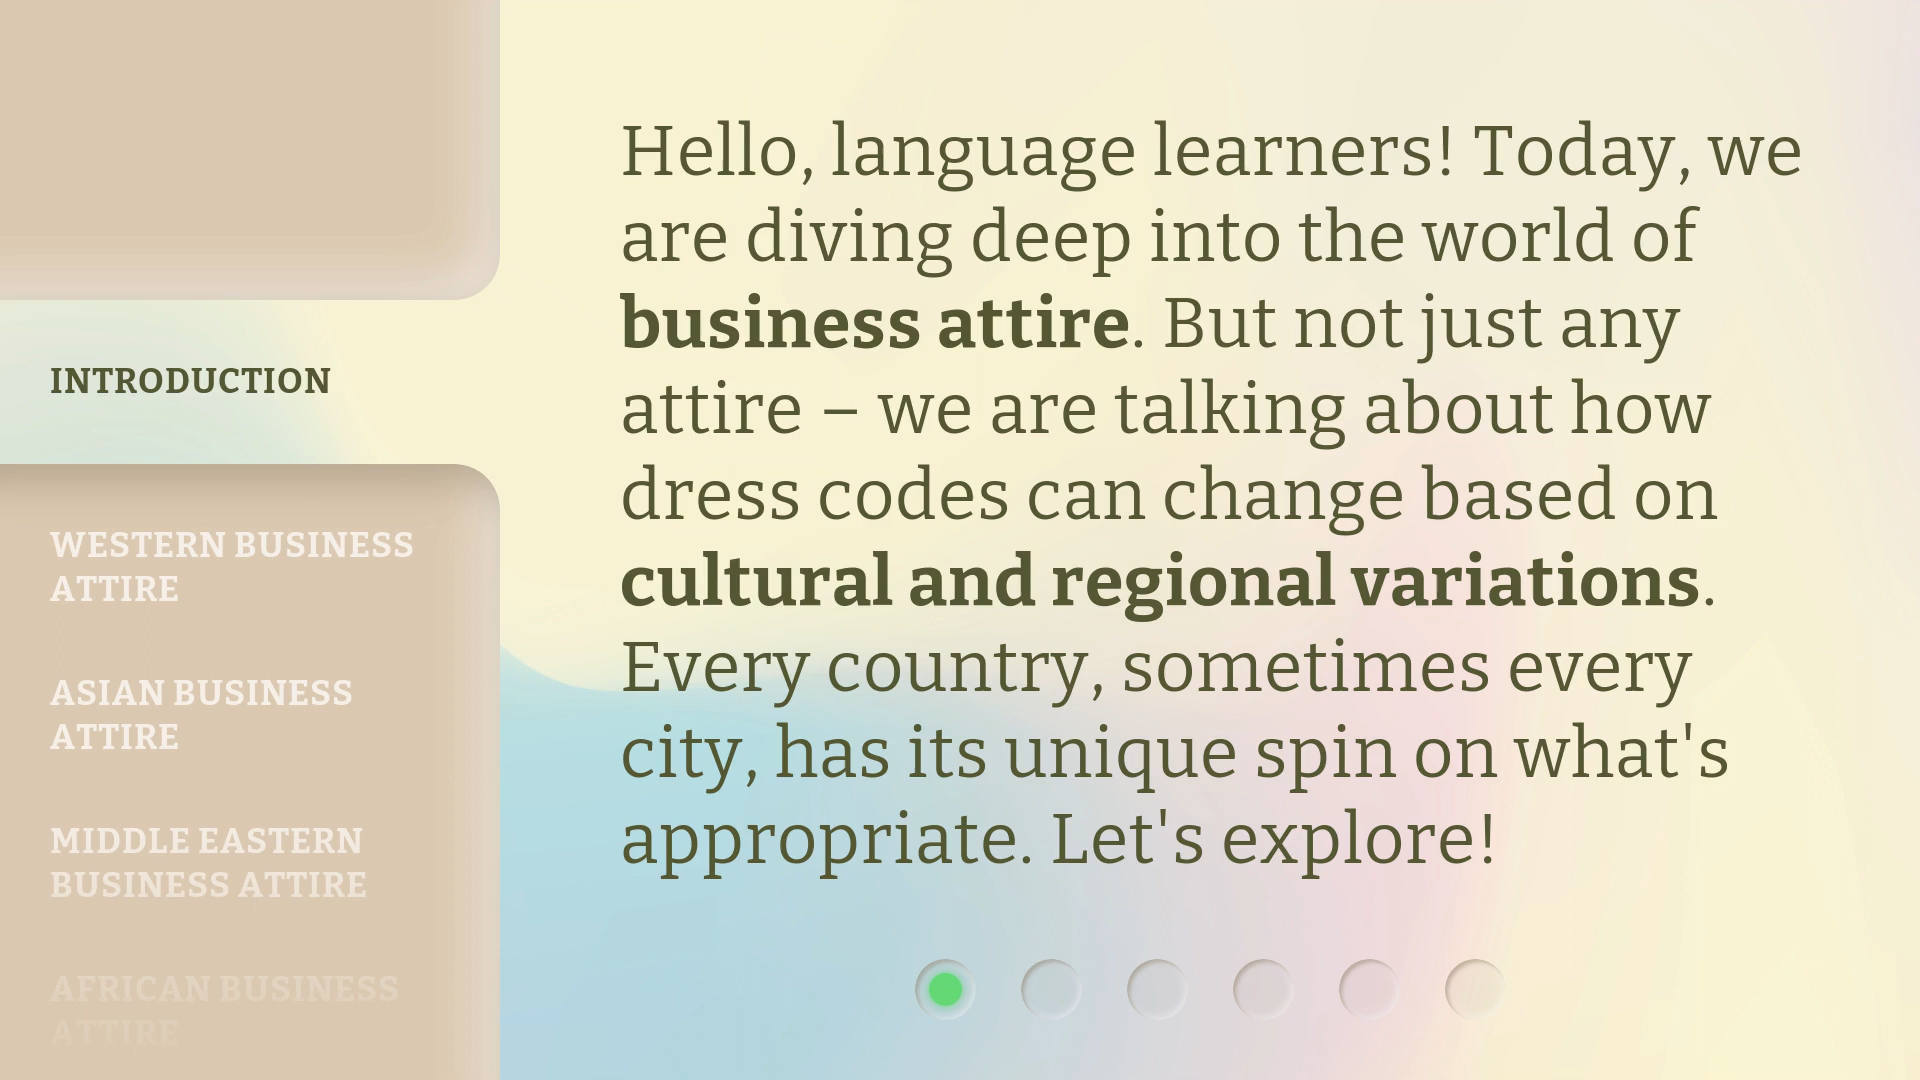 INTRODUCTION
WESTERN BUSINESS
ATTIRE
ASIAN BUSINESS
ATTIRE
MIDDLE EASTERN
BUSINESS ATTIRE
AFRICAN BUSINESS
ATTIRE
Hello, language learners! Today, we
are diving deep into the world of
business attire. But not just any
attire – we are talking about how
dress codes can change based on
cultural and regional variations.
Every country, sometimes every
city, has its unique spin on what's
appropriate. Let's explore!